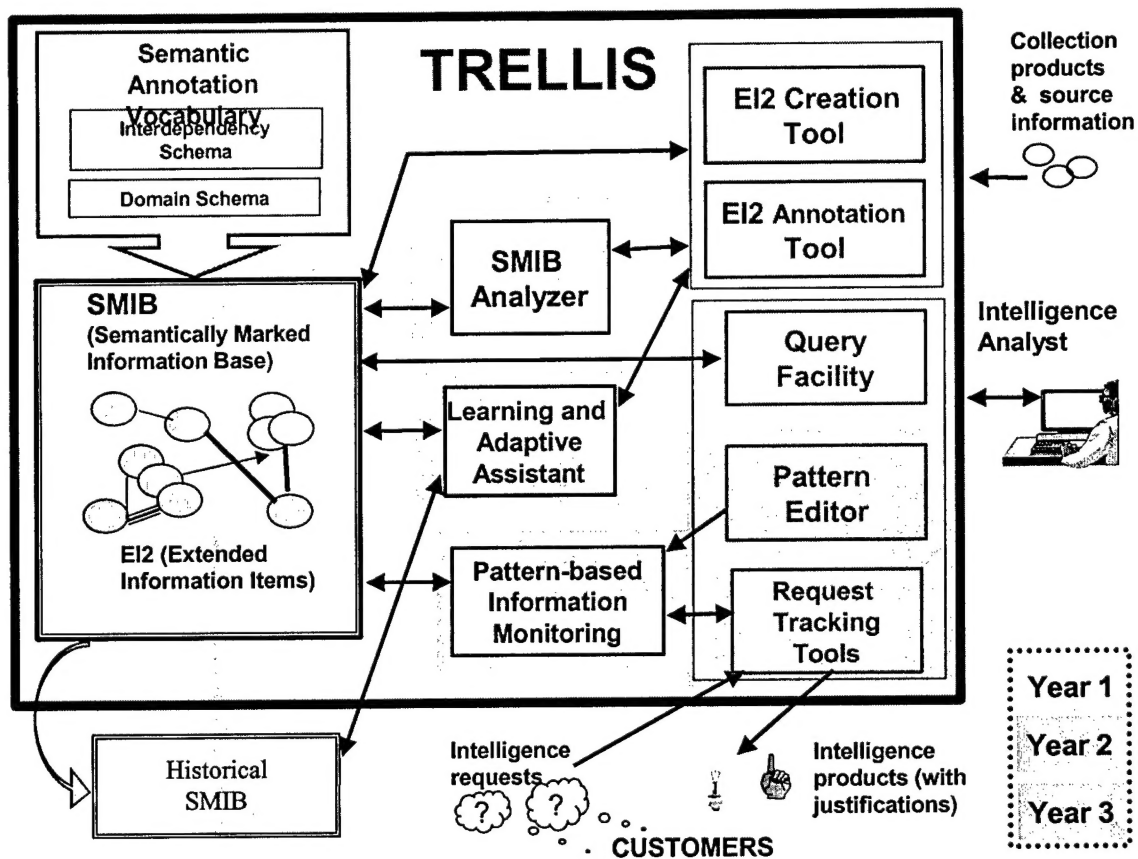 TRELLIS
Semantic
Annotation
Vocabulary
Interdependency
Schema
Domain Schema
SMIB
(Semantically Marked
Information Base)
EI2 (Extended
Information Items)
Historical
SMIB
SMIB
Analyzer
Learning and
Adaptive
Assistant
Pattern-based
Information
Monitoring
EI2 Creation
Tool
EI2 Annotation
Tool
Query
Facility
Pattern
Editor
Request
Tracking
Tools
Collection
products
& source
information
Intelligence
Analyst
Intelligence
requests
?
?
CUSTOMERS
Intelligence
products (with
justifications)
Year 1
Year 2
Year 3